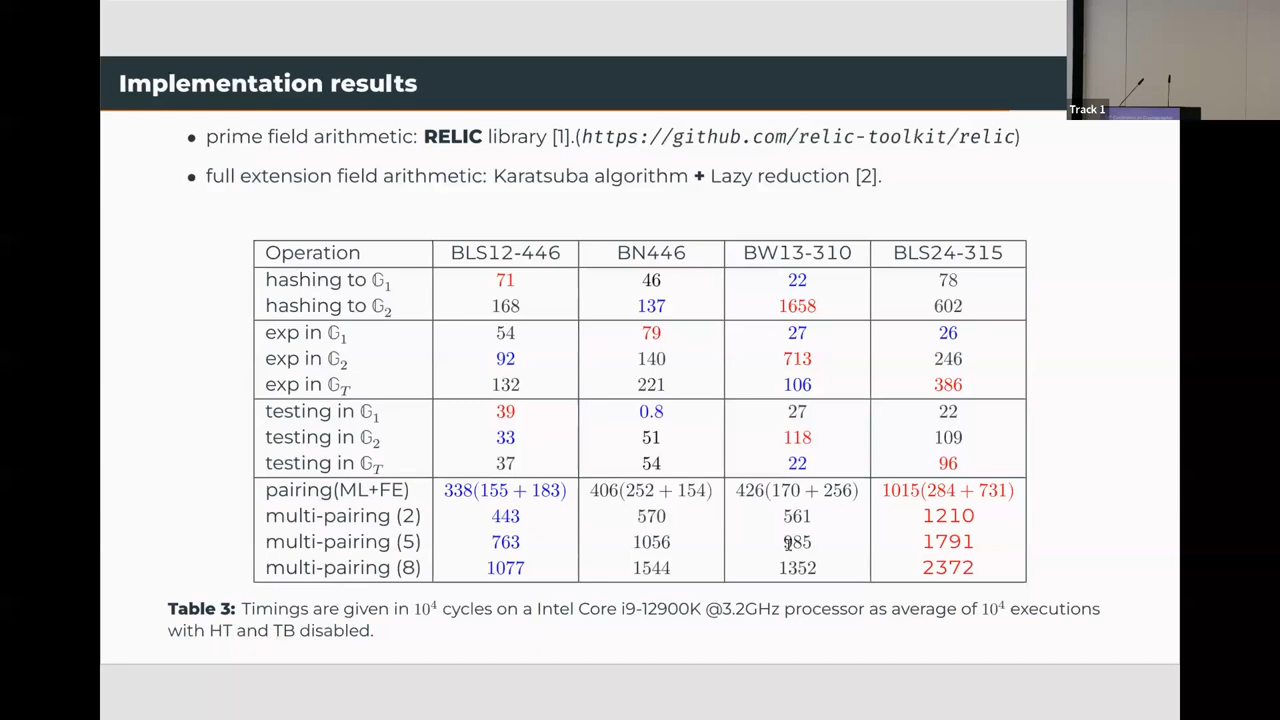 Implementation results
Track 1
• prime field arithmetic: RELIC library [1].(https://github.com/relic-toolkit/relic)
• full extension field arithmetic: Karatsuba algorithm + Lazy reduction [2].
Operation BLS12-446 BN446 BW13-310 BLS24-315
hashing to 𝔾₁ 71 46 22 78
hashing to 𝔾₂ 168 137 1658 602
exp in 𝔾₁ 54 79 27 26
exp in 𝔾₂ 92 140 713 246
exp in 𝔾_T 132 221 106 386
testing in 𝔾₁ 39 0.8 27 22
testing in 𝔾₂ 33 51 118 109
testing in 𝔾_T 37 54 22 96
pairing(ML+FE) 338(155 + 183) 406(252 + 154) 426(170 + 256) 1015(284 + 731)
multi-pairing (2) 443 570 561 1210
multi-pairing (5) 763 1056 985 1791
multi-pairing (8) 1077 1544 1352 2372
Table 3: Timings are given in 10⁴ cycles on a Intel Core i9-12900K @3.2GHz processor as average of 10⁴ executions
with HT and TB disabled.